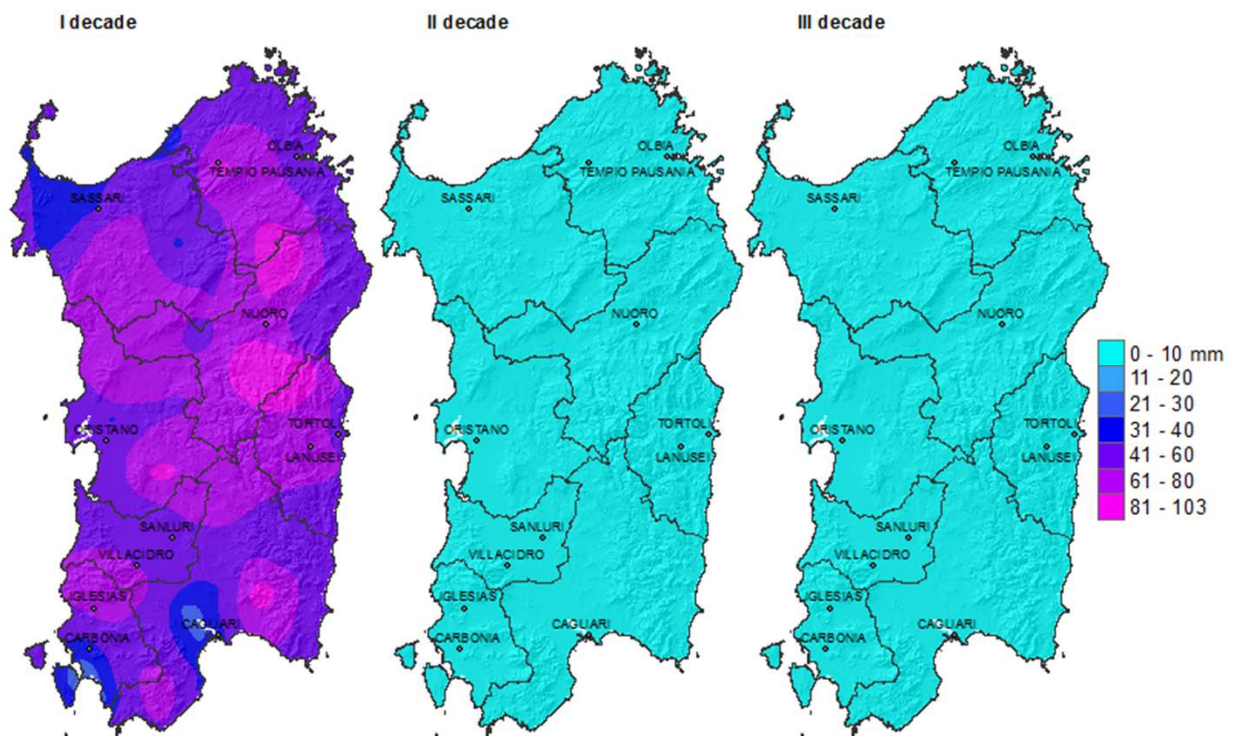 I decade
II decade
III decade
OLBIA
TEMPIO PAUSANIA
SASSARI
NUORO
ORISTANO
TORTOLI
LANUSEI
SANLURI
VILLACIDRO
IGLESIAS
CAGLIARI
CARBONIA
OLBIA
TEMPIO PAUSANIA
SASSARI
NUORO
ORISTANO
TORTOLI
LANUSEI
SANLURI
VILLACIDRO
IGLESIAS
CAGLIARI
CARBONIA
OLBIA
TEMPIO PAUSANIA
SASSARI
NUORO
ORISTANO
TORTOLI
LANUSEI
SANLURI
VILLACIDRO
IGLESIAS
CAGLIARI
CARBONIA
0 - 10 mm
11 - 20
21 - 30
31 - 40
41 - 60
61 - 80
81 - 103